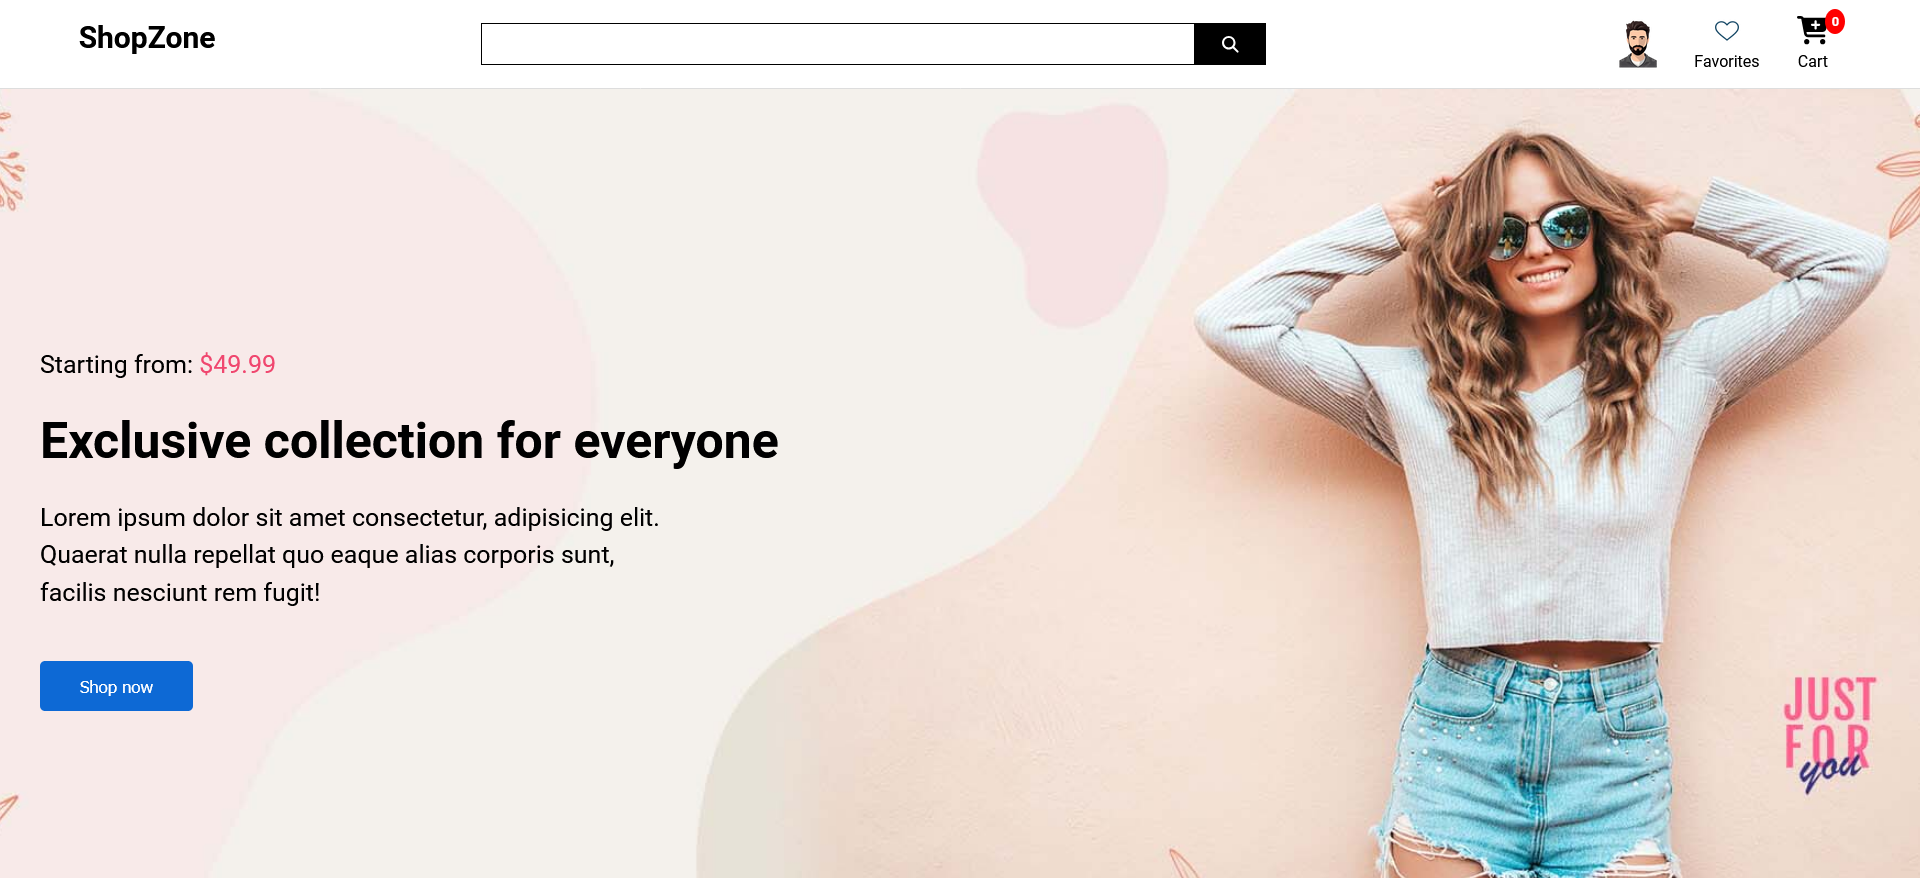 ShopZone
0
Favorites
Cart
Starting from: $49.99
Exclusive collection for everyone
Lorem ipsum dolor sit amet consectetur, adipisicing elit.
Quaerat nulla repellat quo eaque alias corporis sunt,
facilis nesciunt rem fugit!
Shop now
JUST
FOR
you